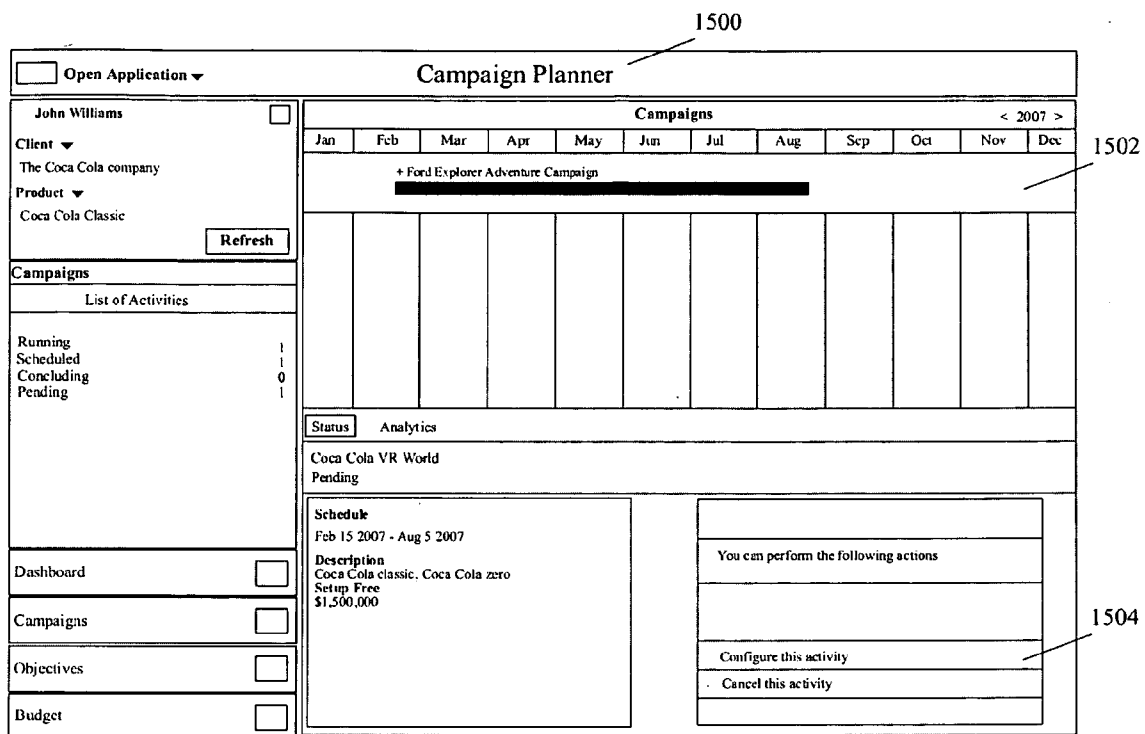 1500
Open Application
Campaign Planner
John Williams
Client
The Coca Cola company
Product
Coca Cola Classic
Refresh
Campaigns
List of Activities
Running 1
Scheduled 1
Concluding 0
Pending 1
Dashboard
Campaigns
Objectives
Budget
Campaigns < 2007 >
Jan Feb Mar Apr May Jun Jul Aug Sep Oct Nov Dec
1502
+ Ford Explorer Adventure Campaign
Status Analytics
Coca Cola VR World
Pending
Schedule
Feb 15 2007 - Aug 5 2007
Description
Coca Cola classic, Coca Cola zero
Setup Free
$1,500,000
You can perform the following actions
1504
Configure this activity
Cancel this activity